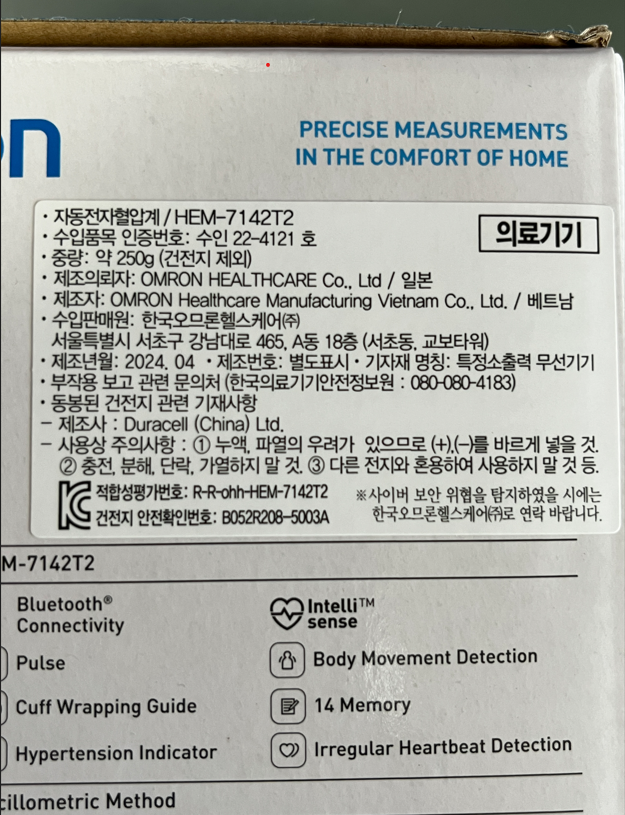 on
PRECISE MEASUREMENTS
IN THE COMFORT OF HOME
• 자동전자혈압계 / HEM-7142T2
의료기기
• 수입품목 인증번호: 수인 22-4121 호
• 중량: 약 250g (건전지 제외)
• 제조의뢰자: OMRON HEALTHCARE Co., Ltd / 일본
• 제조자: OMRON Healthcare Manufacturing Vietnam Co., Ltd. / 베트남
• 수입판매원: 한국오므론헬스케어㈜
서울특별시 서초구 강남대로 465, A동 18층 (서초동, 교보타워)
• 제조년월: 2024. 04 • 제조번호: 별도표시 • 기자재 명칭: 특정소출력 무선기기
• 부작용 보고 관련 문의처 (한국의료기기안전정보원 : 080-080-4183)
• 동봉된 건전지 관련 기재사항
– 제조사 : Duracell (China) Ltd.
– 사용상 주의사항 : ① 누액, 파열의 우려가 있으므로 (+),(–)를 바르게 넣을 것.
② 충전, 분해, 단락, 가열하지 말 것. ③ 다른 전지와 혼용하여 사용하지 말 것 등.
적합성평가번호: R-R-ohh-HEM-7142T2
건전지 안전확인번호: B052R208-5003A
※사이버 보안 위협을 탐지하였을 시에는
한국오므론헬스케어㈜로 연락 바랍니다.
M-7142T2
Bluetooth®
Connectivity
Intelli™
sense
Pulse
Body Movement Detection
Cuff Wrapping Guide
14 Memory
Hypertension Indicator
Irregular Heartbeat Detection
cillometric Method